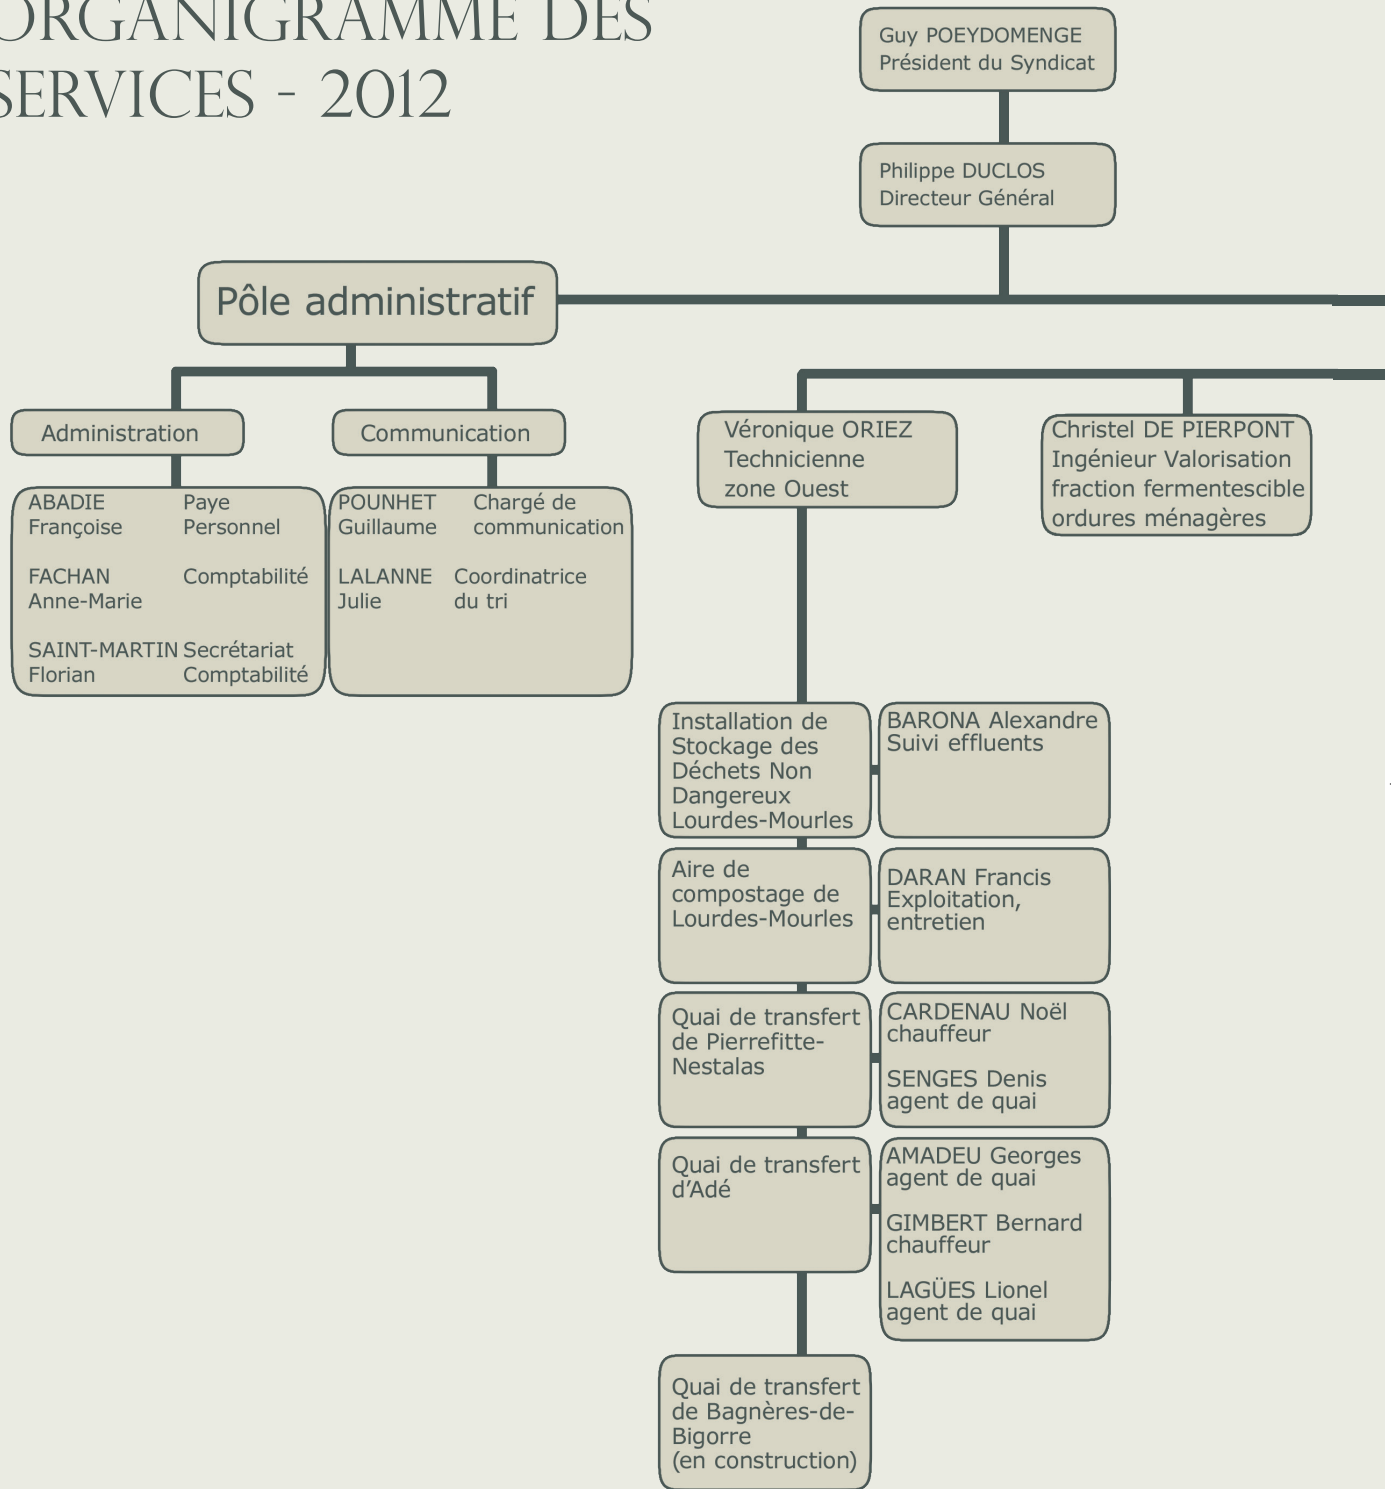 ORGANIGRAMME DES
SERVICES - 2012
Guy POEYDOMENGE
Président du Syndicat
Philippe DUCLOS
Directeur Général
Pôle administratif
Administration
Communication
ABADIE Paye
Françoise Personnel
FACHAN Comptabilité
Anne-Marie
SAINT-MARTIN Secrétariat
Florian Comptabilité
POUNHET Chargé de
Guillaume communication
LALANNE Coordinatrice
Julie du tri
Véronique ORIEZ
Technicienne
zone Ouest
Christel DE PIERPONT
Ingénieur Valorisation
fraction fermentescible
ordures ménagères
Installation de
Stockage des
Déchets Non
Dangereux
Lourdes-Mourles
BARONA Alexandre
Suivi effluents
Aire de
compostage de
Lourdes-Mourles
DARAN Francis
Exploitation,
entretien
Quai de transfert
de Pierrefitte-
Nestalas
CARDENAU Noël
chauffeur
SENGES Denis
agent de quai
Quai de transfert
d’Adé
AMADEU Georges
agent de quai
GIMBERT Bernard
chauffeur
LAGÜES Lionel
agent de quai
Quai de transfert
de Bagnères-de-
Bigorre
(en construction)